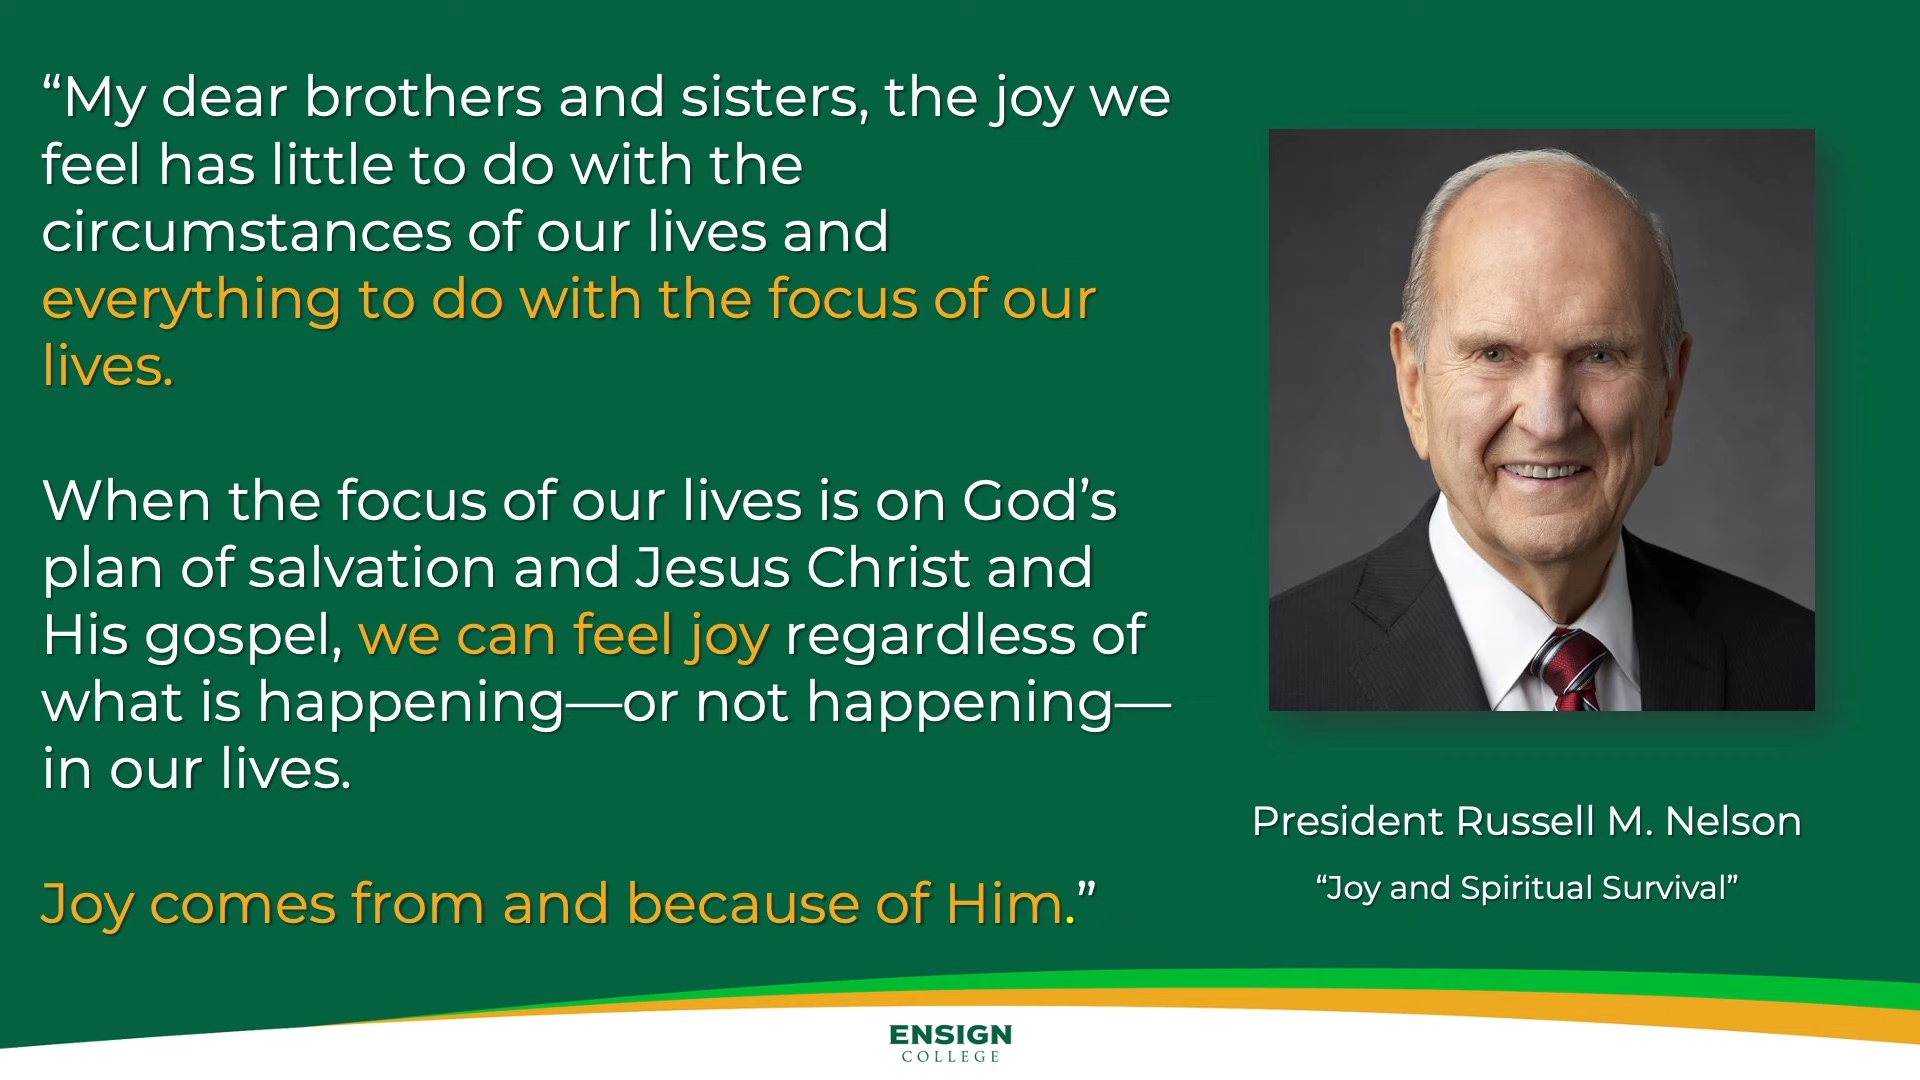 “My dear brothers and sisters, the joy we
feel has little to do with the
circumstances of our lives and
everything to do with the focus of our
lives.
When the focus of our lives is on God’s
plan of salvation and Jesus Christ and
His gospel, we can feel joy regardless of
what is happening—or not happening—
in our lives.
Joy comes from and because of Him.”
President Russell M. Nelson
“Joy and Spiritual Survival”
ENSIGN
COLLEGE